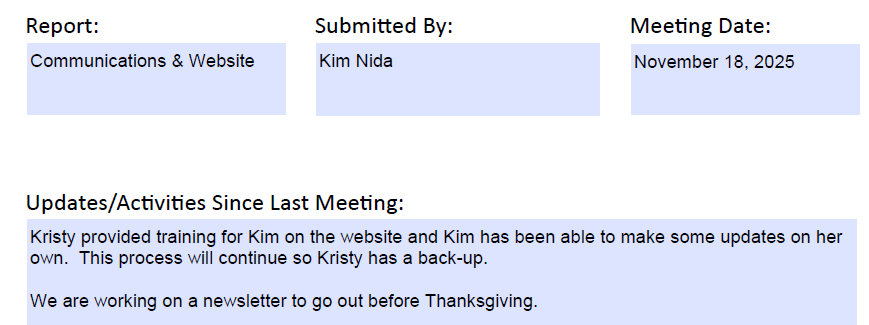 Report:
Submitted By:
Meeting Date:
Communications & Website
Kim Nida
November 18, 2025
Updates/Activities Since Last Meeting:
Kristy provided training for Kim on the website and Kim has been able to make some updates on her
own.  This process will continue so Kristy has a back-up.
We are working on a newsletter to go out before Thanksgiving.